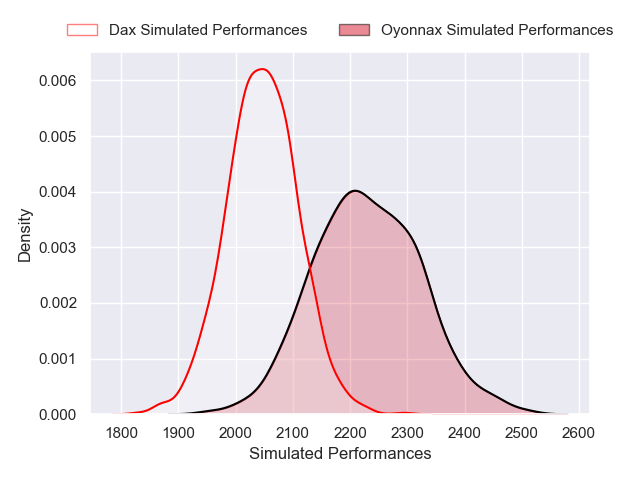 Dax Simulated Performances Oyonnax Simulated Performances
0.006
0.005
0.004
0.003
0.002
0.001
0.000
Density
1800 1900 2000 2100 2200 2300 2400 2500 2600
Simulated Performances